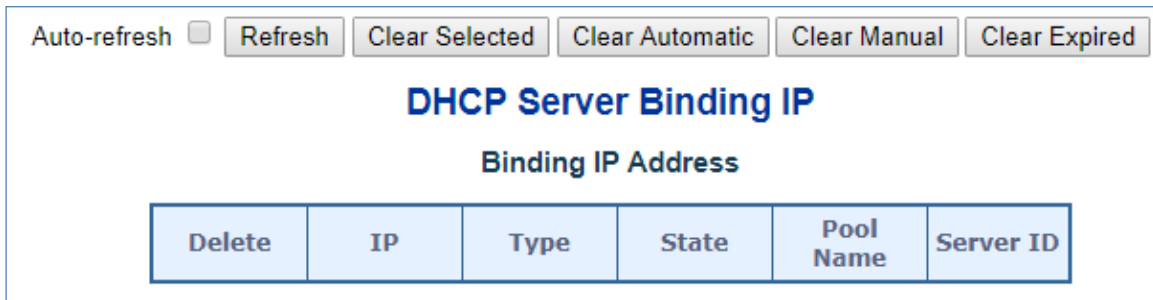 Auto-refresh Refresh Clear Selected Clear Automatic Clear Manual Clear Expired
DHCP Server Binding IP
Binding IP Address
Delete IP Type State Pool Name Server ID